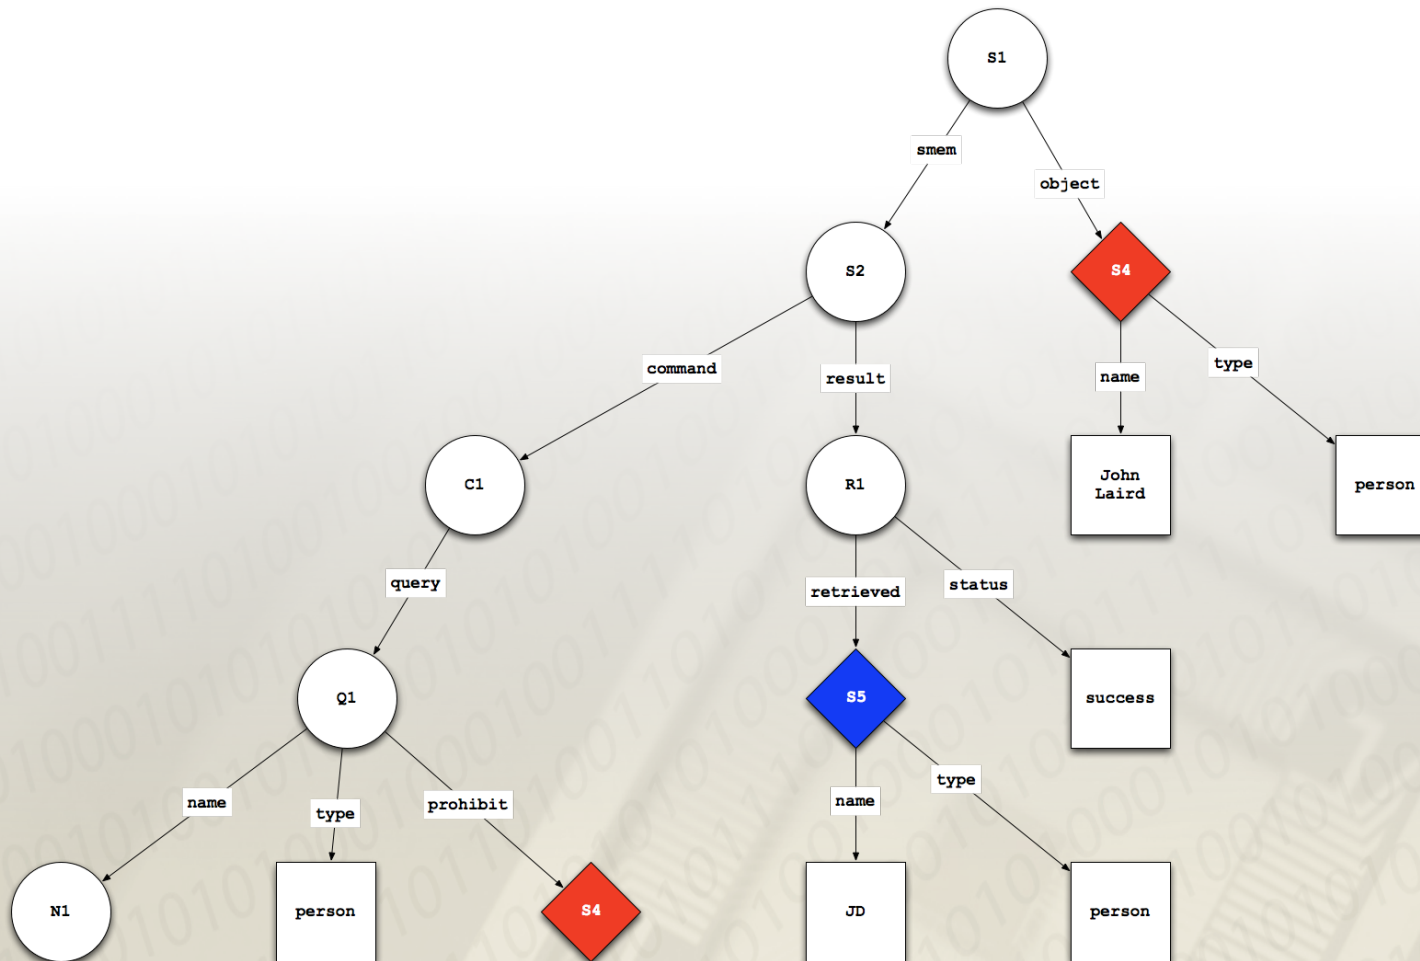 S1
smem
object
S2
S4
command
result
name
type
C1
R1
John
Laird
person
query
retrieved
status
Q1
S5
success
name
type
prohibit
name
type
N1
person
S4
JD
person